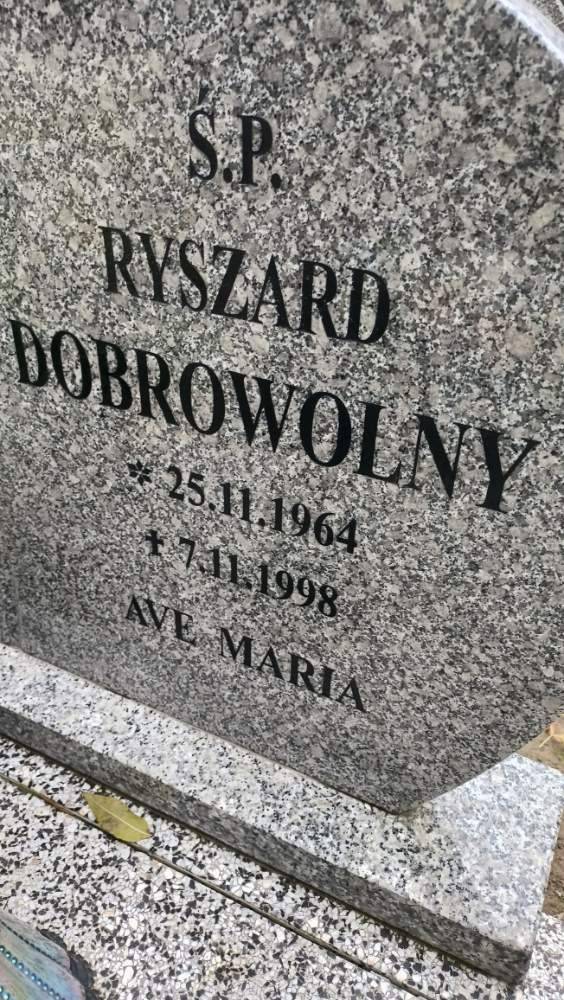 Ś.P.
RYSZARD
DOBROWOLNY
* 25.11.1964
✝ 7.11.1998
AVE MARIA